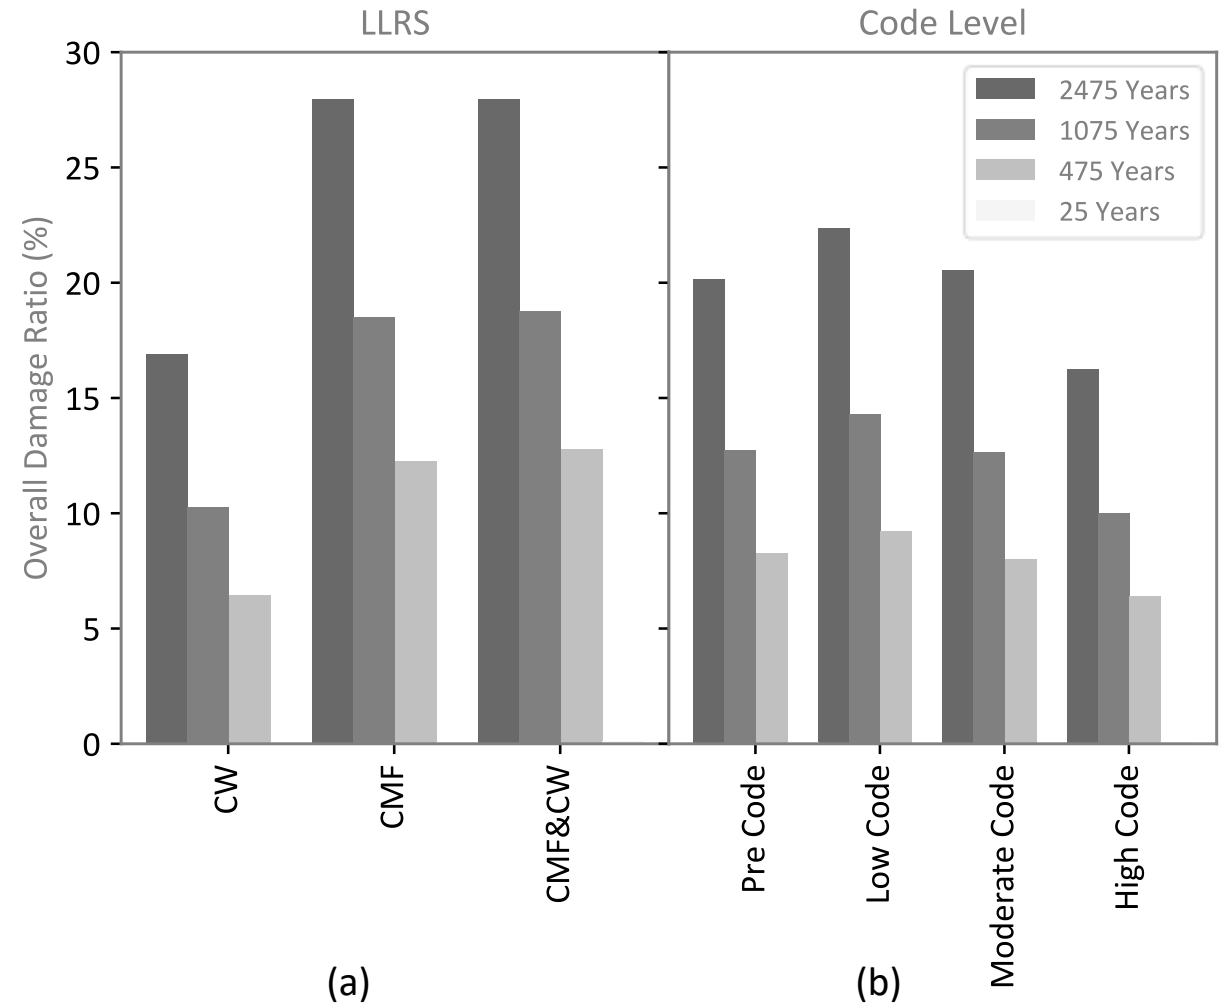 LLRS
Code Level
Overall Damage Ratio (%)
30
25
20
15
10
5
0
2475 Years
1075 Years
475 Years
25 Years
CW
CMF
CMF&CW
Pre Code
Low Code
Moderate Code
High Code
(a)
(b)